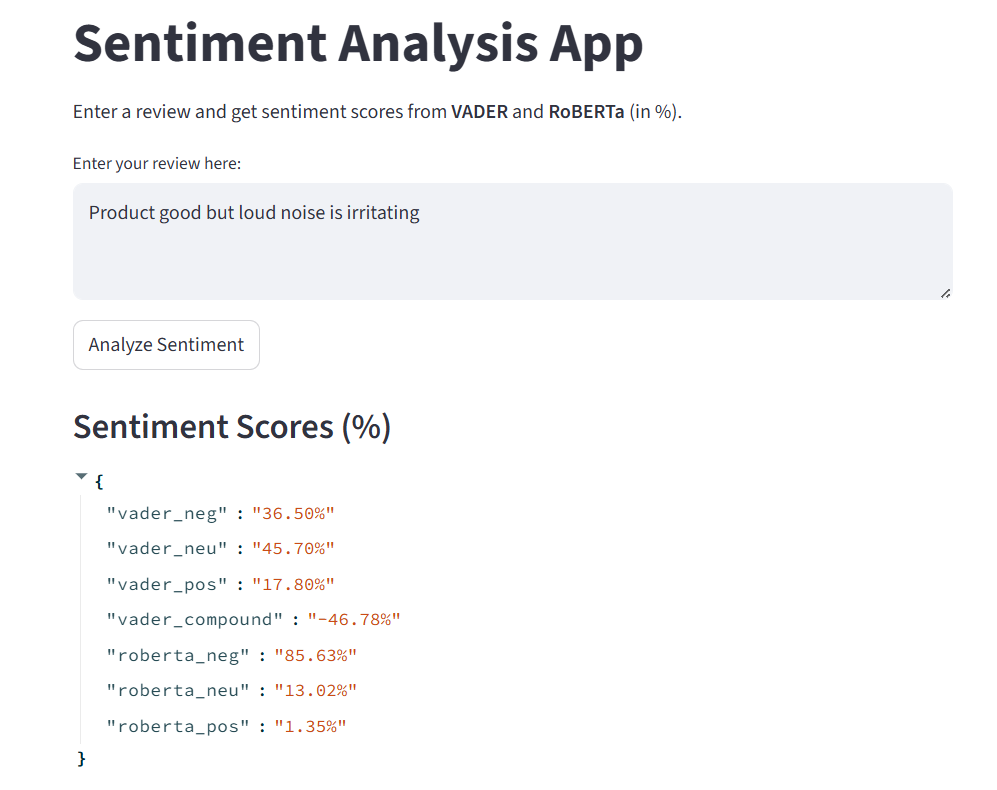 Sentiment Analysis App
Enter a review and get sentiment scores from VADER and RoBERTa (in %).
Enter your review here:
Product good but loud noise is irritating
Analyze Sentiment
Sentiment Scores (%)
{
"vader_neg" : "36.50%"
"vader_neu" : "45.70%"
"vader_pos" : "17.80%"
"vader_compound" : "-46.78%"
"roberta_neg" : "85.63%"
"roberta_neu" : "13.02%"
"roberta_pos" : "1.35%"
}